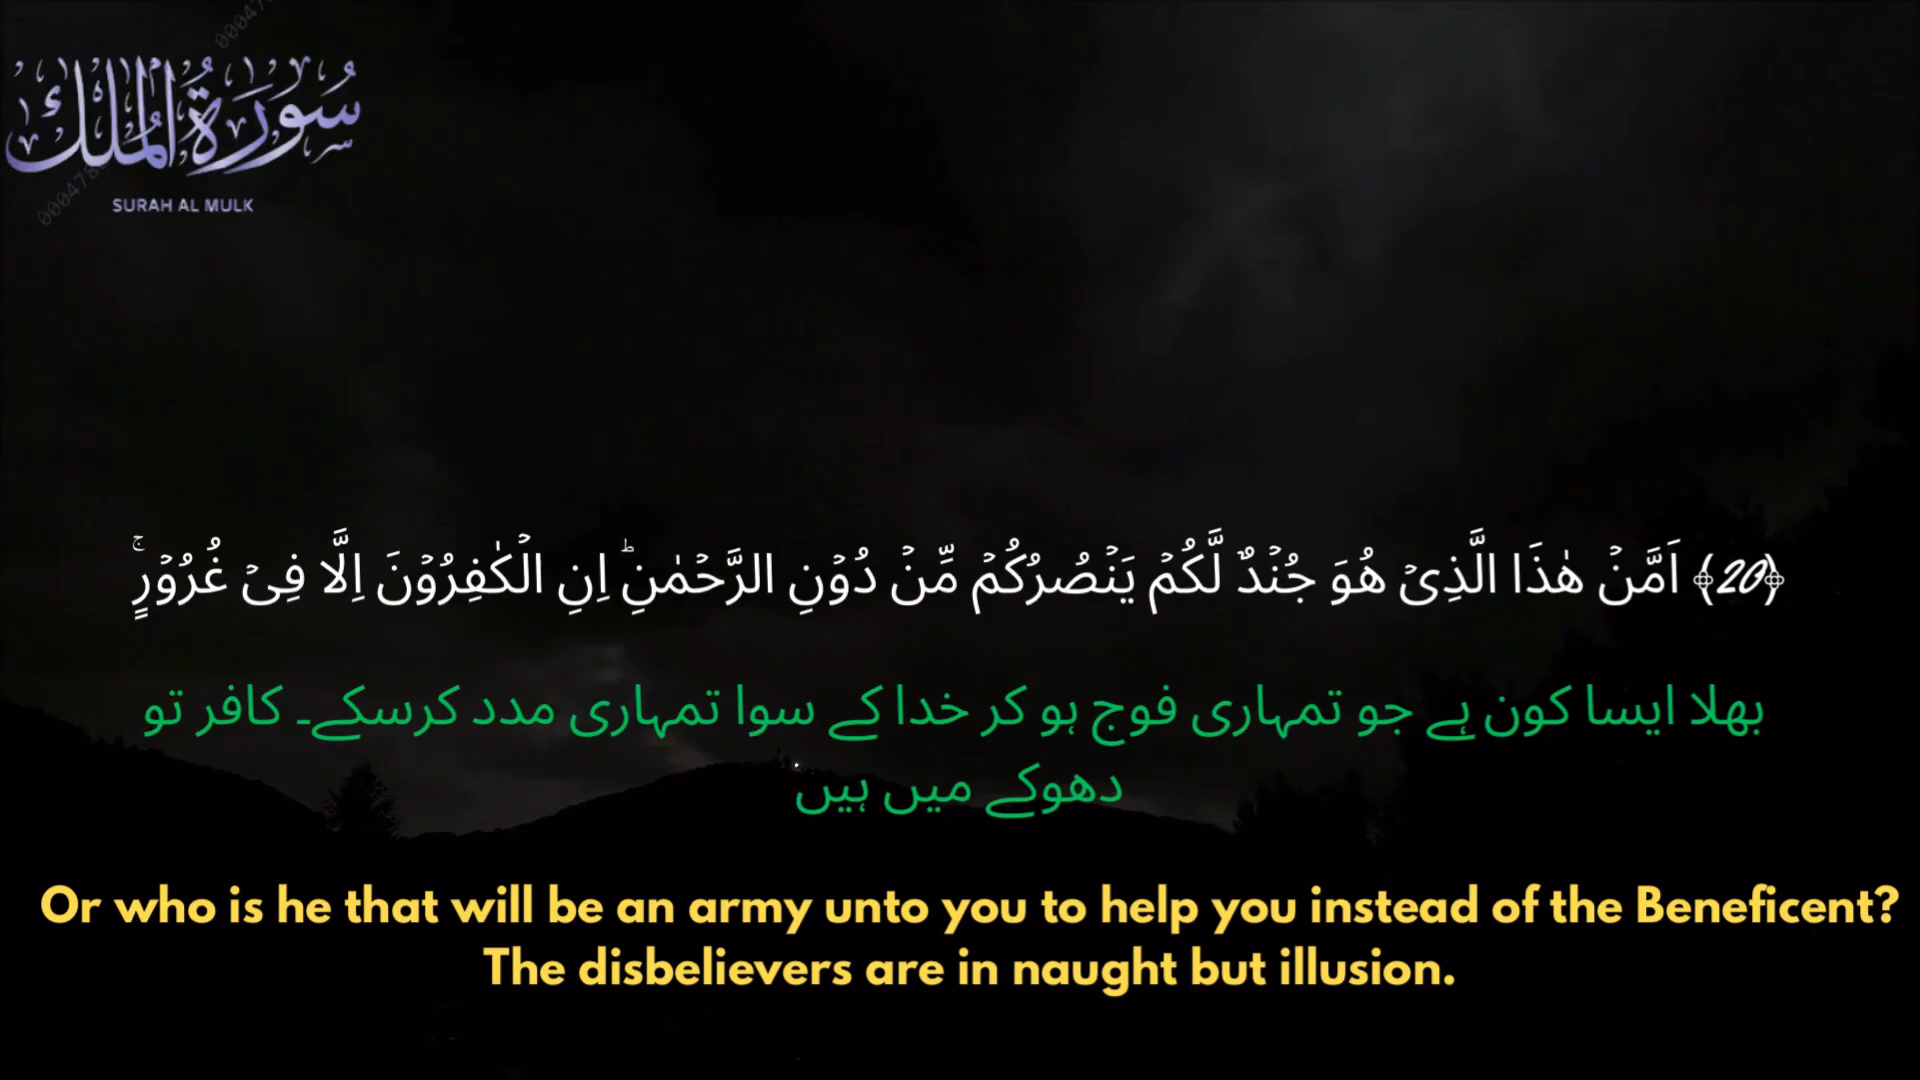 سُورَةُ الْمُلْك
SURAH AL MULK
﴿20﴾ اَمَّنۡ هٰذَا الَّذِىۡ هُوَ جُنۡدٌ لَّكُمۡ يَنۡصُرُكُمۡ مِّنۡ دُوۡنِ الرَّحۡمٰنِ‌ؕ اِنِ الۡكٰفِرُوۡنَ اِلَّا فِىۡ غُرُوۡرٍ‌ۚ
بھلا ایسا کون ہے جو تمہاری فوج ہو کر خدا کے سوا تمہاری مدد کرسکے۔ کافر تو
دھوکے میں ہیں
Or who is he that will be an army unto you to help you instead of the Beneficent?
The disbelievers are in naught but illusion.